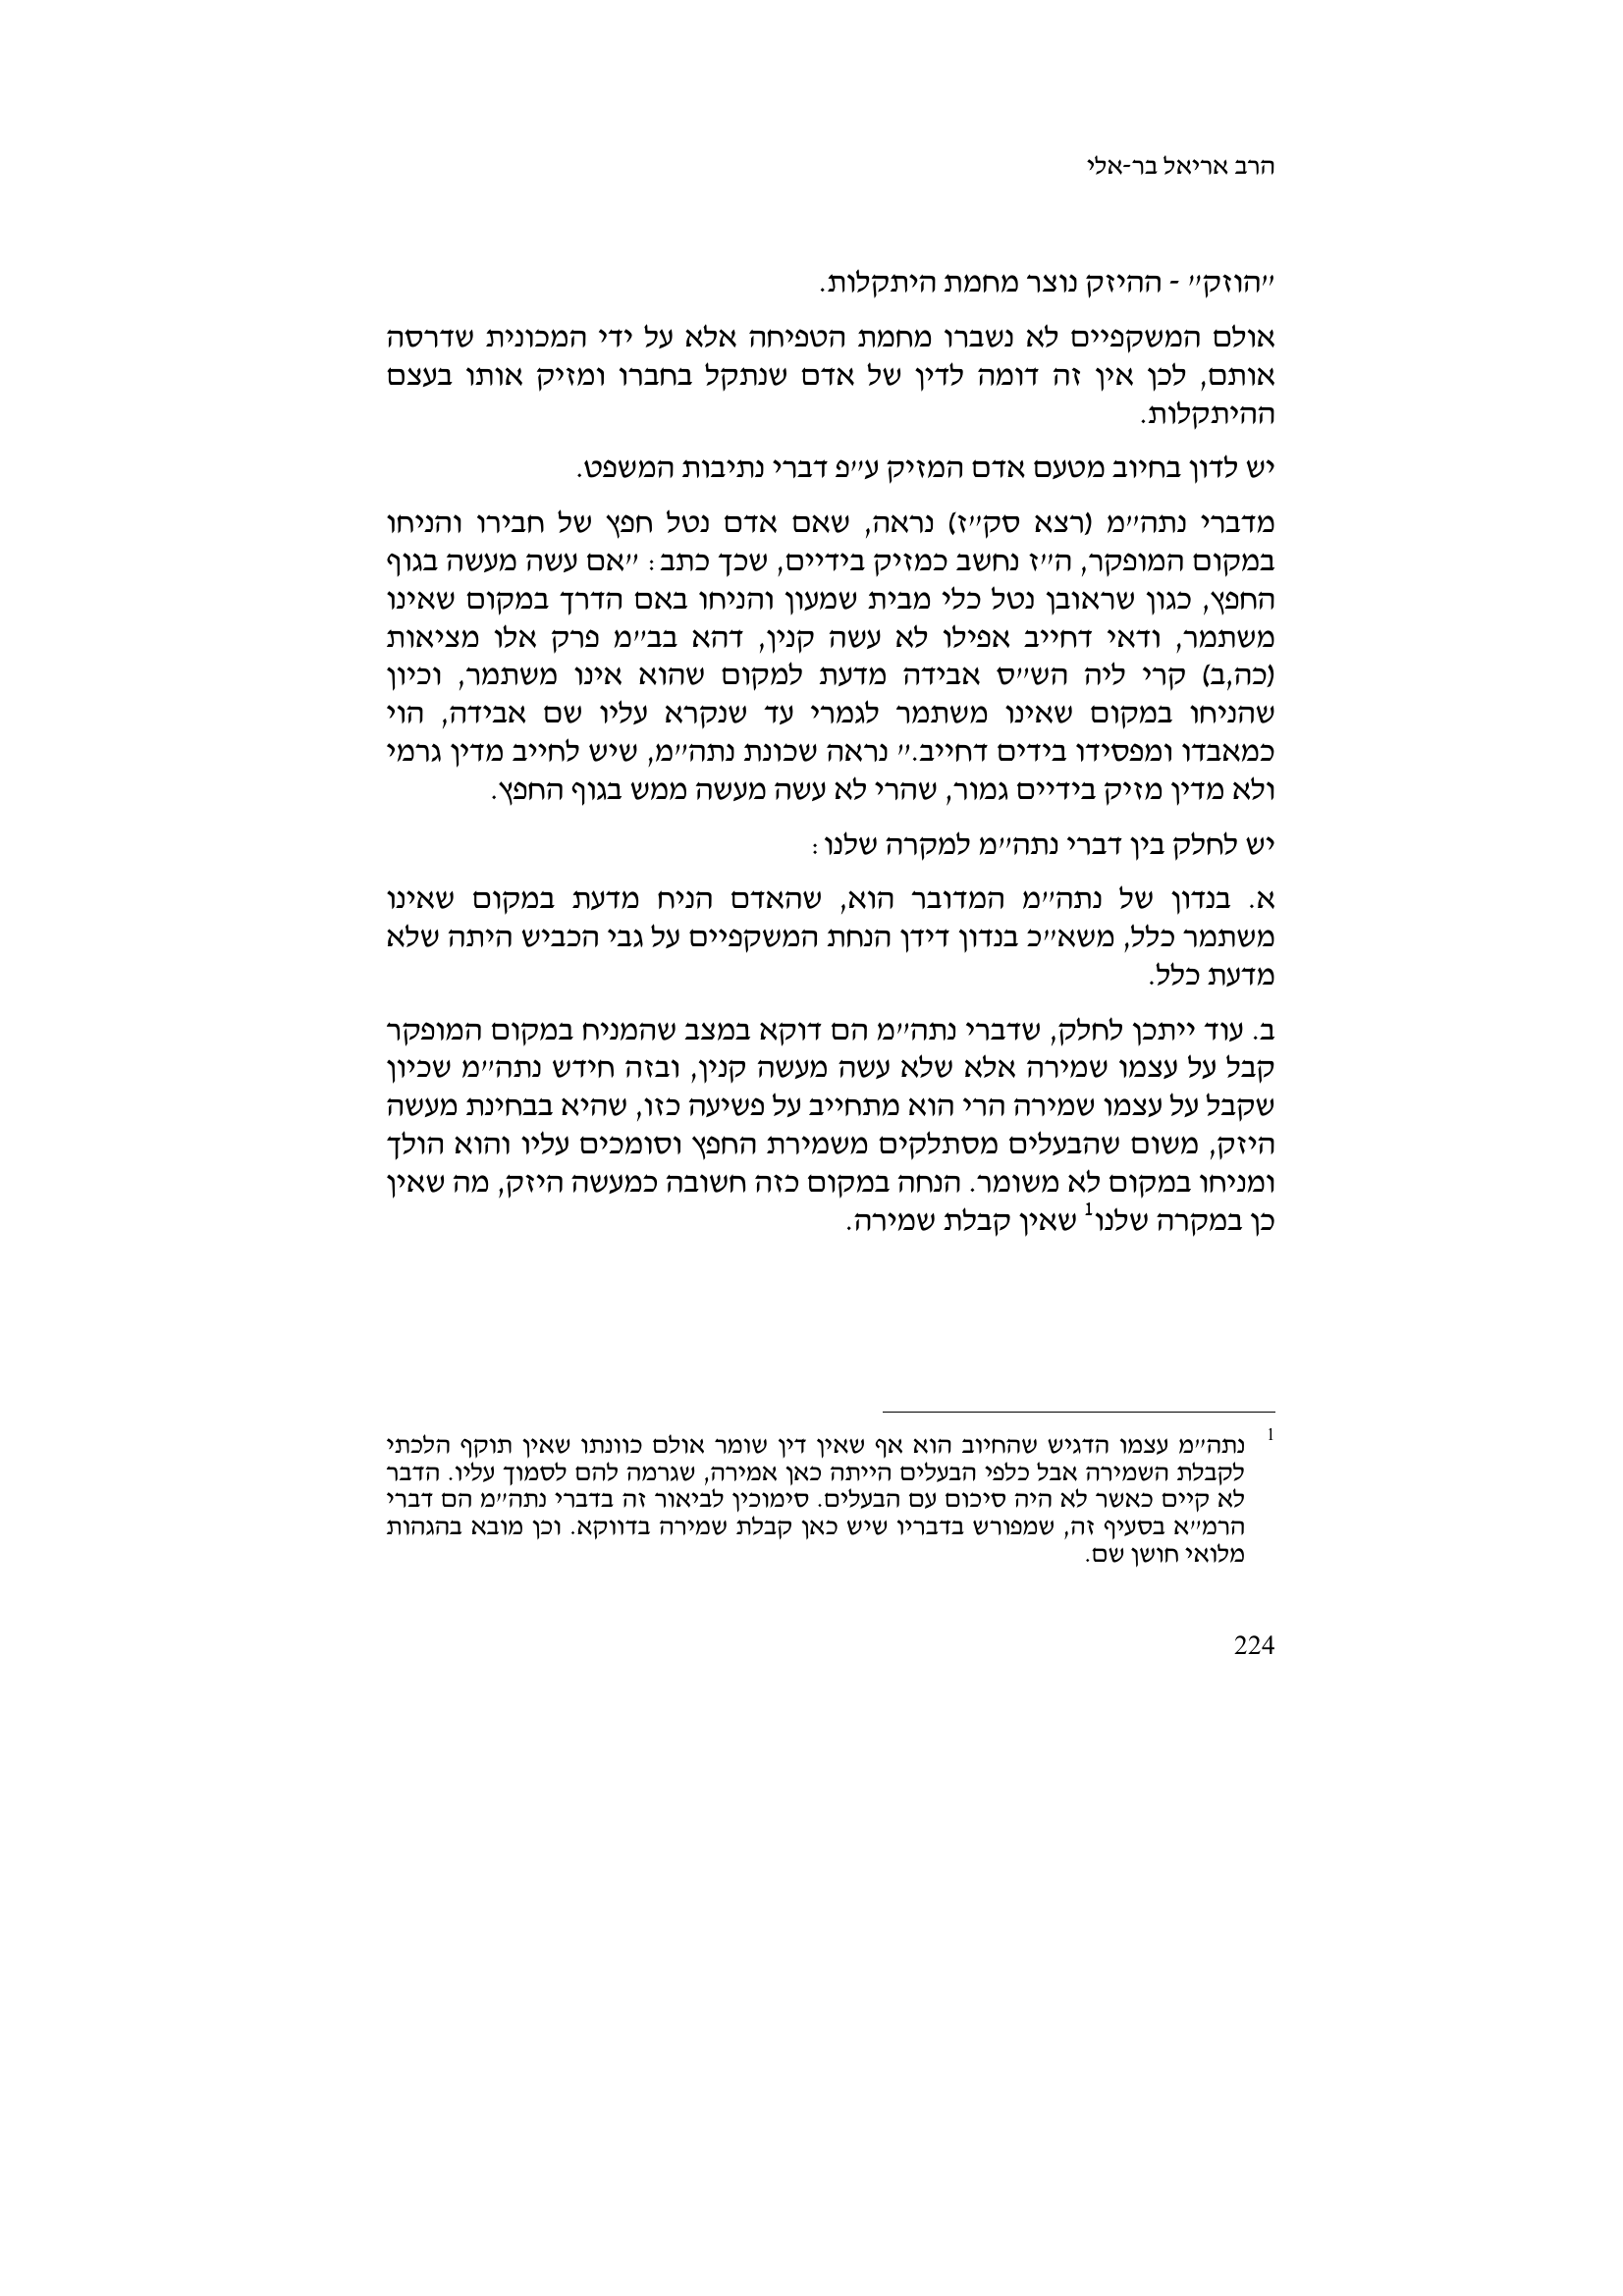 הרב אריאל בר-אלי
"הוזק" - ההיזק נוצר מחמת היתקלות.
אולם המשקפיים לא נשברו מחמת הטפיחה אלא על ידי המכונית שדרסה
אותם, לכן אין זה דומה לדין של אדם שנתקל בחברו ומזיק אותו בעצם
ההיתקלות.
יש לדון בחיוב מטעם אדם המזיק ע"פ דברי נתיבות המשפט.
מדברי נתה"מ (רצא סק"ז) נראה, שאם אדם נטל חפץ של חבירו והניחו
במקום המופקר, ה"ז נחשב כמזיק בידיים, שכך כתב: "אם עשה מעשה בגוף
החפץ, כגון שראובן נטל כלי מבית שמעון והניחו באם הדרך במקום שאינו
משתמר, ודאי דחייב אפילו לא עשה קנין, דהא בב"מ פרק אלו מציאות
(כה,ב) קרי ליה הש"ס אבידה מדעת למקום שהוא אינו משתמר, וכיון
שהניחו במקום שאינו משתמר לגמרי עד שנקרא עליו שם אבידה, הוי
כמאבדו ומפסידו בידים דחייב." נראה שכונת נתה"מ, שיש לחייב מדין גרמי
ולא מדין מזיק בידיים גמור, שהרי לא עשה מעשה ממש בגוף החפץ.
יש לחלק בין דברי נתה"מ למקרה שלנו:
א. בנדון של נתה"מ המדובר הוא, שהאדם הניח מדעת במקום שאינו
משתמר כלל, משא"כ בנדון דידן הנחת המשקפיים על גבי הכביש היתה שלא
מדעת כלל.
ב. עוד ייתכן לחלק, שדברי נתה"מ הם דוקא במצב שהמניח במקום המופקר
קבל על עצמו שמירה אלא שלא עשה מעשה קנין, ובזה חידש נתה"מ שכיון
שקבל על עצמו שמירה הרי הוא מתחייב על פשיעה כזו, שהיא בבחינת מעשה
היזק, משום שהבעלים מסתלקים משמירת החפץ וסומכים עליו והוא הולך
ומניחו במקום לא משומר. הנחה במקום כזה חשובה כמעשה היזק, מה שאין
כן במקרה שלנו1 שאין קבלת שמירה.
1 נתה"מ עצמו הדגיש שהחיוב הוא אף שאין דין שומר אולם כוונתו שאין תוקף הלכתי
לקבלת השמירה אבל כלפי הבעלים הייתה כאן אמירה, שגרמה להם לסמוך עליו. הדבר
לא קיים כאשר לא היה סיכום עם הבעלים. סימוכין לביאור זה בדברי נתה"מ הם דברי
הרמ"א בסעיף זה, שמפורש בדבריו שיש כאן קבלת שמירה בדווקא. וכן מובא בהגהות
מלואי חושן שם.
224